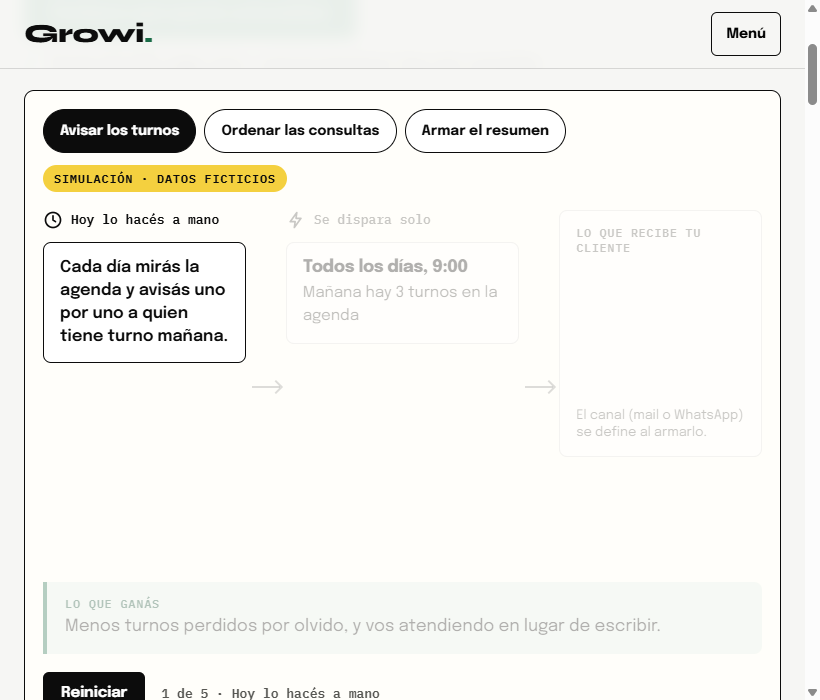 Growi.
Menú
Avisar los turnos
Ordenar las consultas
Armar el resumen
SIMULACIÓN · DATOS FICTICIOS
Hoy lo hacés a mano
Cada día mirás la
agenda y avisás uno
por uno a quien
tiene turno mañana.
Se dispara solo
Todos los días, 9:00
Mañana hay 3 turnos en la
agenda
LO QUE RECIBE TU
CLIENTE
El canal (mail o WhatsApp)
se define al armarlo.
LO QUE GANÁS
Menos turnos perdidos por olvido, y vos atendiendo en lugar de escribir.
Reiniciar
1 de 5 · Hoy lo hacés a mano